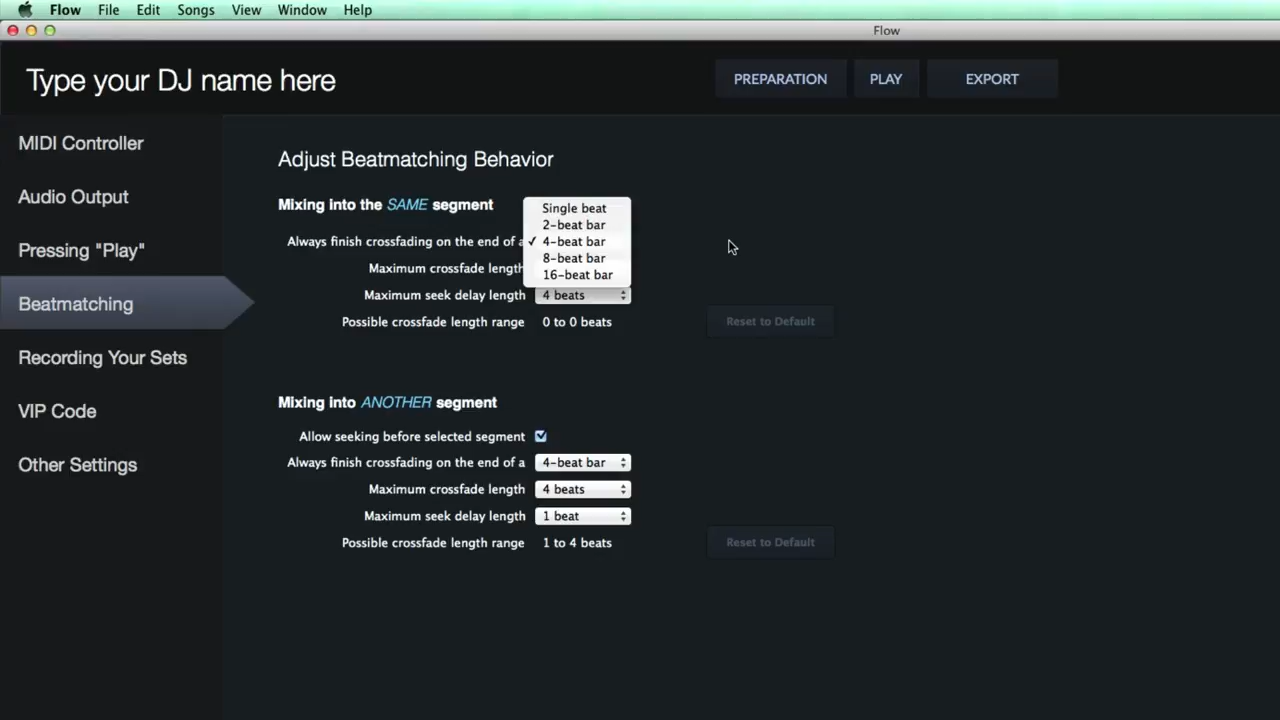 Flow File Edit Songs View Window Help
Flow
Type your DJ name here
PREPARATION PLAY EXPORT
MIDI Controller
Audio Output
Pressing "Play"
Beatmatching
Recording Your Sets
VIP Code
Other Settings
Adjust Beatmatching Behavior
Mixing into the SAME segment
Always finish crossfading on the end of a
Single beat
2-beat bar
✓ 4-beat bar
8-beat bar
16-beat bar
Maximum crossfade length
Maximum seek delay length 4 beats
Possible crossfade length range 0 to 0 beats
Reset to Default
Mixing into ANOTHER segment
Allow seeking before selected segment
Always finish crossfading on the end of a 4-beat bar
Maximum crossfade length 4 beats
Maximum seek delay length 1 beat
Possible crossfade length range 1 to 4 beats
Reset to Default